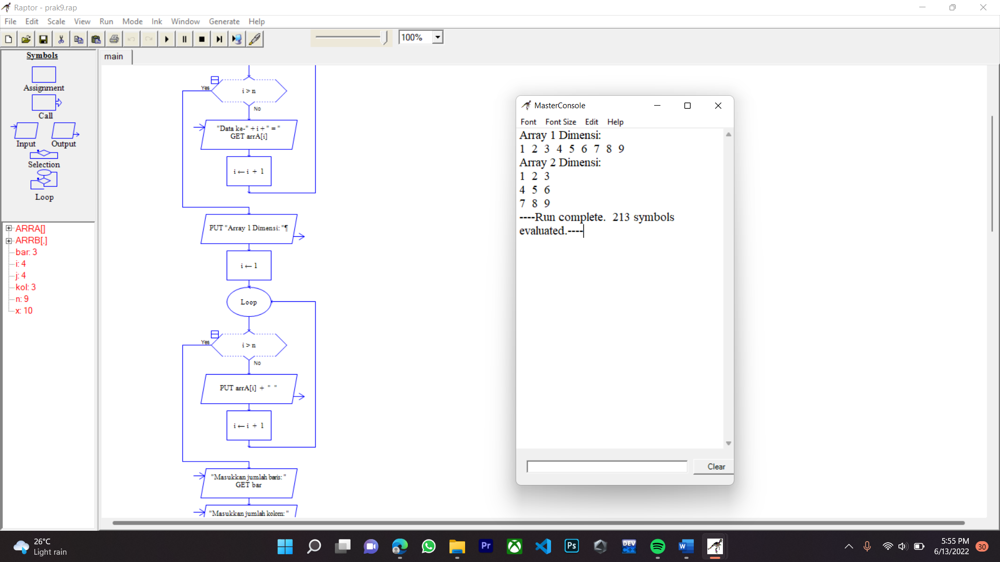 Raptor - prak9.rap
File Edit Scale View Run Mode Ink Window Generate Help
100%
Symbols
Assignment
Call
Input Output
Selection
Loop
ARRA[]
ARRB[,]
bar: 3
i: 4
j: 4
kol: 3
n: 9
x: 10
main
Yes
i > n
No
"Data ke-" + i + " = "
GET arrA[i]
i ← i + 1
PUT "Array 1 Dimensi: "¶
i ← 1
Loop
Yes
i > n
No
PUT arrA[i] + " "
i ← i + 1
"Masukkan jumlah baris: "
GET bar
"Masukkan jumlah kolom: "
MasterConsole
Font Font Size Edit Help
Array 1 Dimensi:
1 2 3 4 5 6 7 8 9
Array 2 Dimensi:
1 2 3
4 5 6
7 8 9
----Run complete. 213 symbols
evaluated.----
Clear
26°C
Light rain
Pr
Ps
DEV
C++
W
5:55 PM
6/13/2022
30